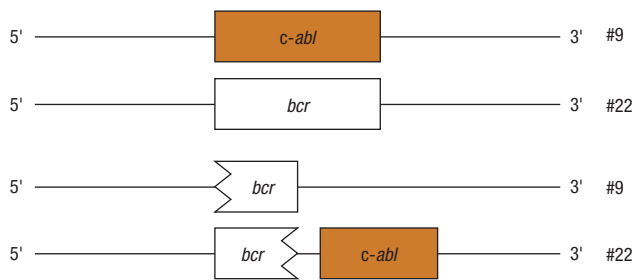 5' c-abl 3' #9
5' bcr 3' #22
5' bcr 3' #9
5' bcr c-abl 3' #22